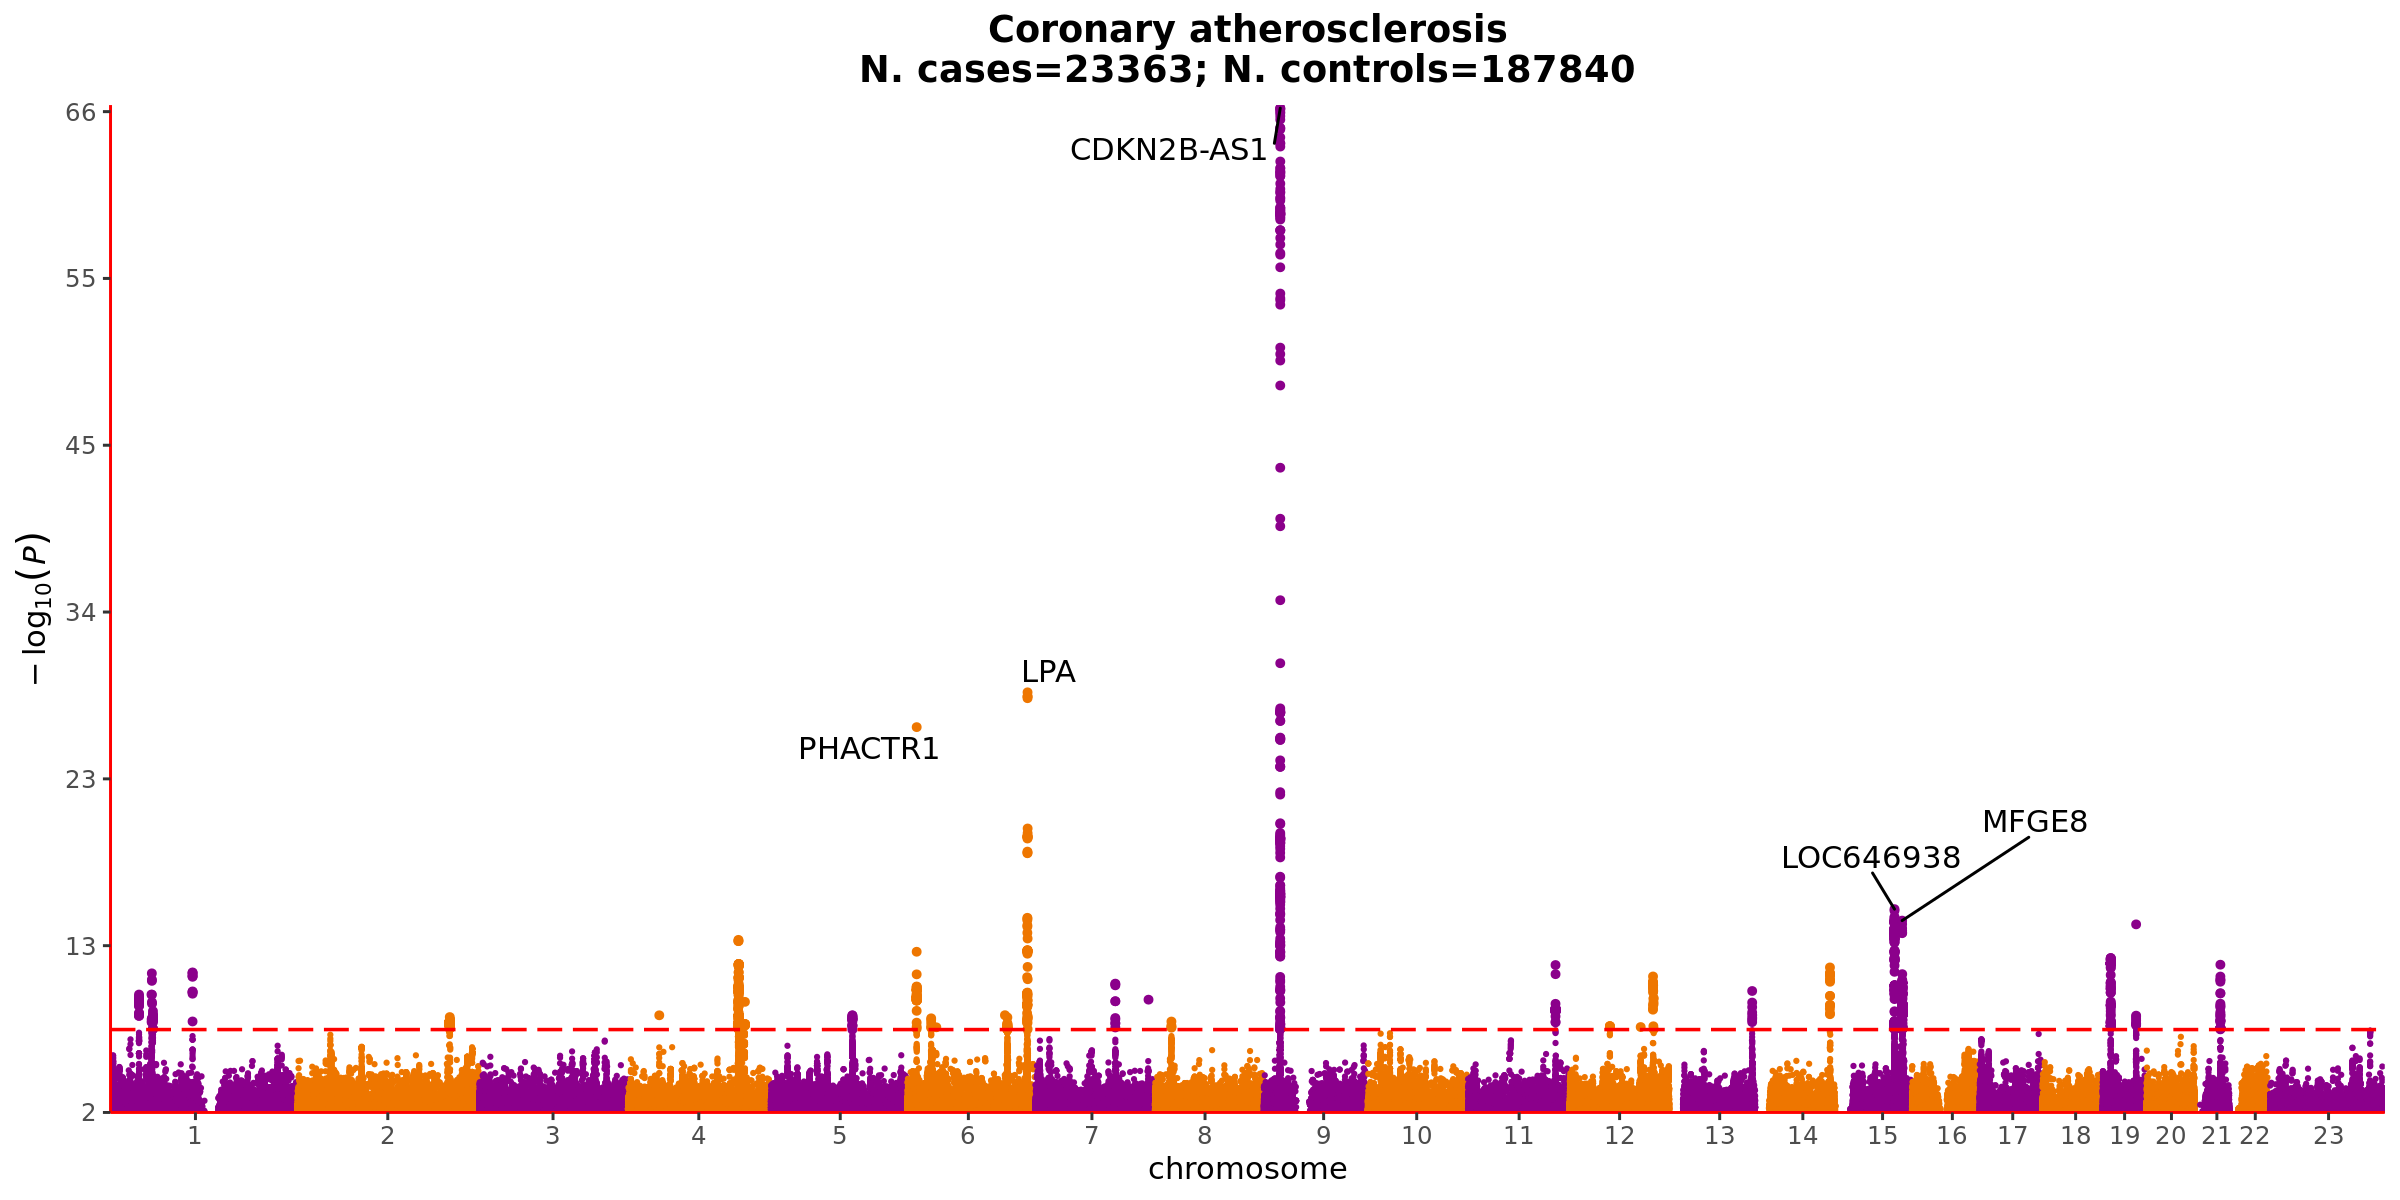 Coronary atherosclerosis
N. cases=23363; N. controls=187840
66
55
45
34
23
13
2
− log10(P)
CDKN2B-AS1
LPA
PHACTR1
MFGE8
LOC646938
1 2 3 4 5 6 7 8 9 10 11 12 13 14 15 16 17 18 19 20 21 22 23
chromosome